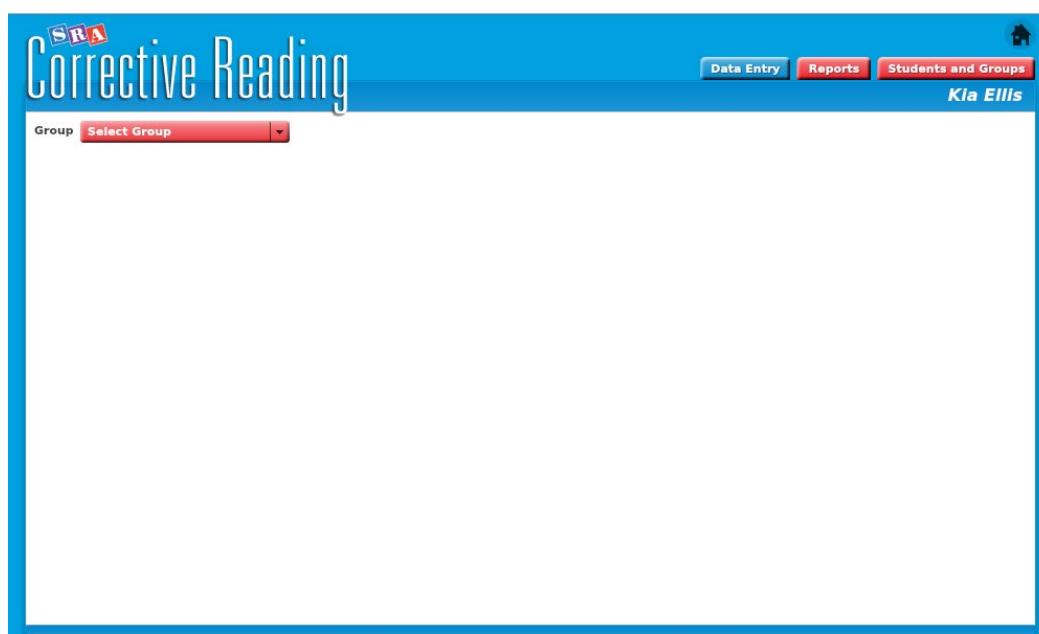 SRA
Corrective Reading
Data Entry Reports Students and Groups
Kia Ellis
Group Select Group